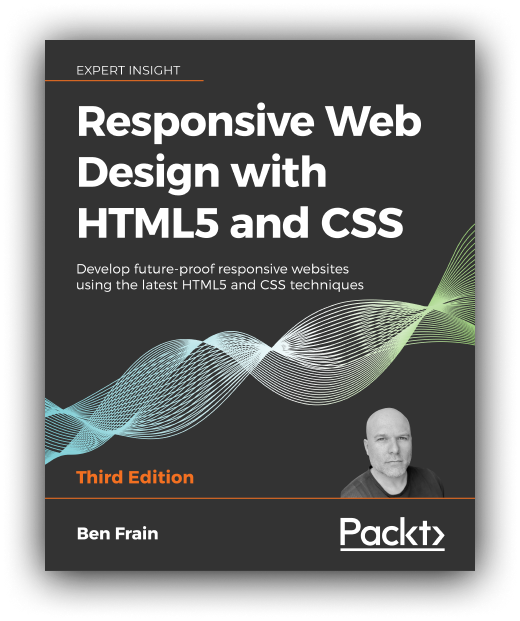 EXPERT INSIGHT
Responsive Web
Design with
HTML5 and CSS
Develop future-proof responsive websites
using the latest HTML5 and CSS techniques
Third Edition
Ben Frain
Packt>